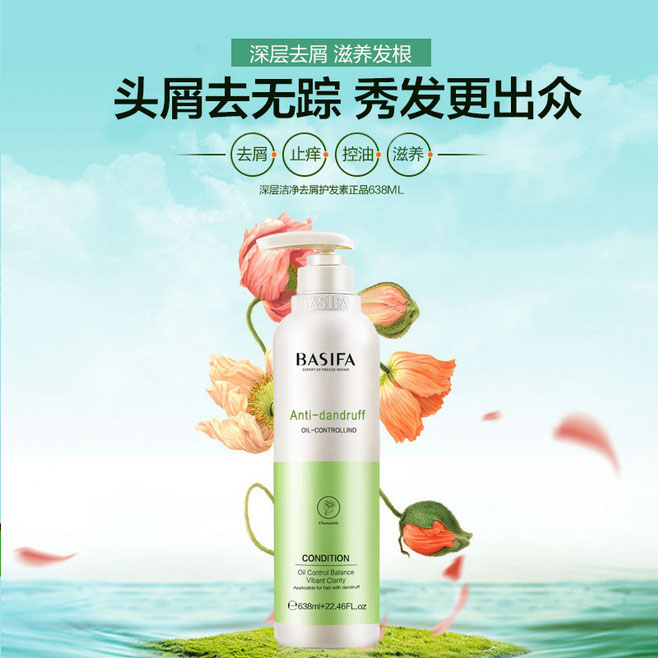 深层去屑 滋养发根
头屑去无踪 秀发更出众
去屑 止痒 控油 滋养
深层洁净去屑护发素正品638ML
BASIFA
BASIFA
EXPERT OF PRECISE REPAIR
Anti-dandruff
OIL-CONTROLLIND
Chamomile
CONDITION
Oil Control Balance
Vibant Clarity
Applicable for hair with dandruff
℮638ml+22.46FL.oz